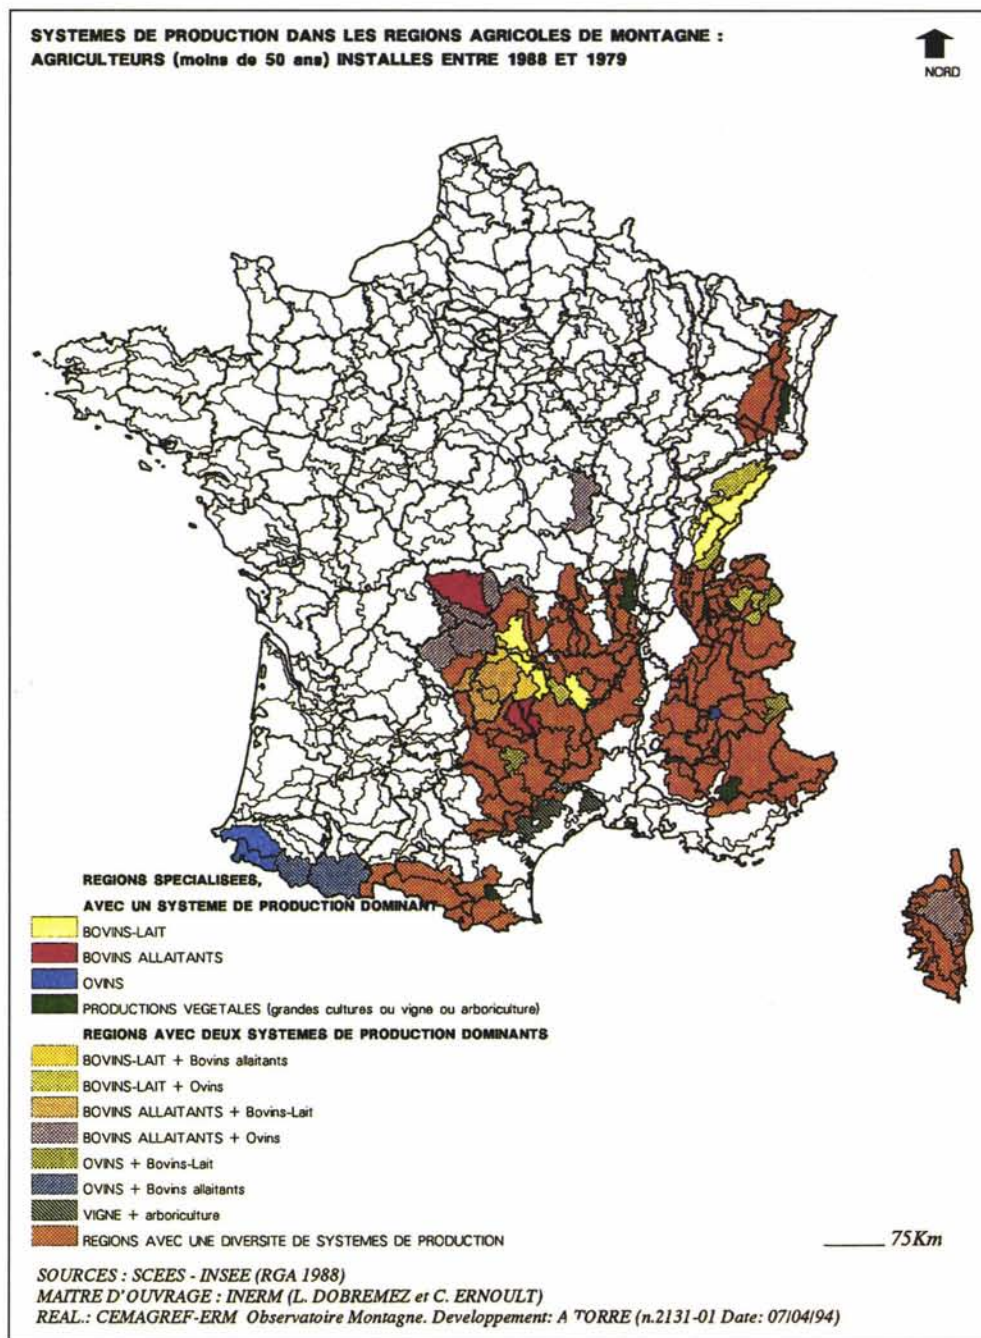 SYSTEMES DE PRODUCTION DANS LES REGIONS AGRICOLES DE MONTAGNE :
AGRICULTEURS (moins de 50 ans) INSTALLES ENTRE 1988 ET 1979
NORD
REGIONS SPECIALISEES,
AVEC UN SYSTEME DE PRODUCTION DOMINANT
BOVINS-LAIT
BOVINS ALLAITANTS
OVINS
PRODUCTIONS VEGETALES (grandes cultures ou vigne ou arboriculture)
REGIONS AVEC DEUX SYSTEMES DE PRODUCTION DOMINANTS
BOVINS-LAIT + Bovins allaitants
BOVINS-LAIT + Ovins
BOVINS ALLAITANTS + Bovins-Lait
BOVINS ALLAITANTS + Ovins
OVINS + Bovins-Lait
OVINS + Bovins allaitants
VIGNE + arboriculture
REGIONS AVEC UNE DIVERSITE DE SYSTEMES DE PRODUCTION
75Km
SOURCES : SCEES - INSEE (RGA 1988)
MAITRE D'OUVRAGE : INERM (L. DOBREMEZ et C. ERNOULT)
REAL.: CEMAGREF-ERM Observatoire Montagne. Developpement: A TORRE (n.2131-01 Date: 07/04/94)